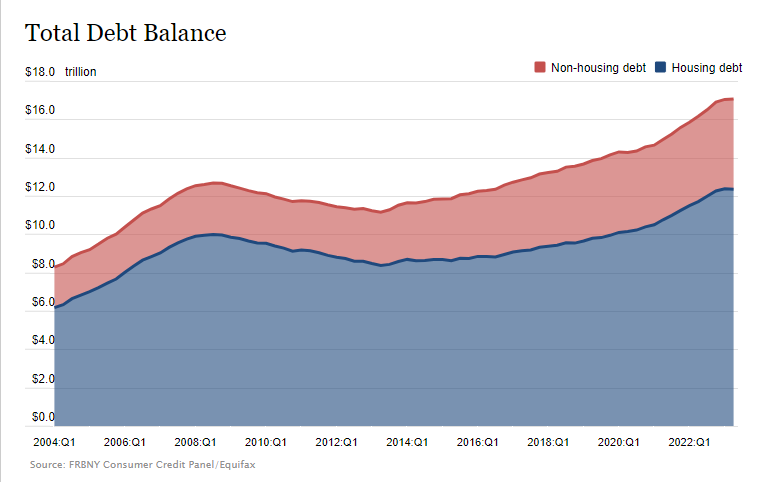 Total Debt Balance
$18.0 trillion
Non-housing debt Housing debt
$16.0
$14.0
$12.0
$10.0
$8.0
$6.0
$4.0
$2.0
$0.0
2004:Q1 2006:Q1 2008:Q1 2010:Q1 2012:Q1 2014:Q1 2016:Q1 2018:Q1 2020:Q1 2022:Q1
Source: FRBNY Consumer Credit Panel/Equifax